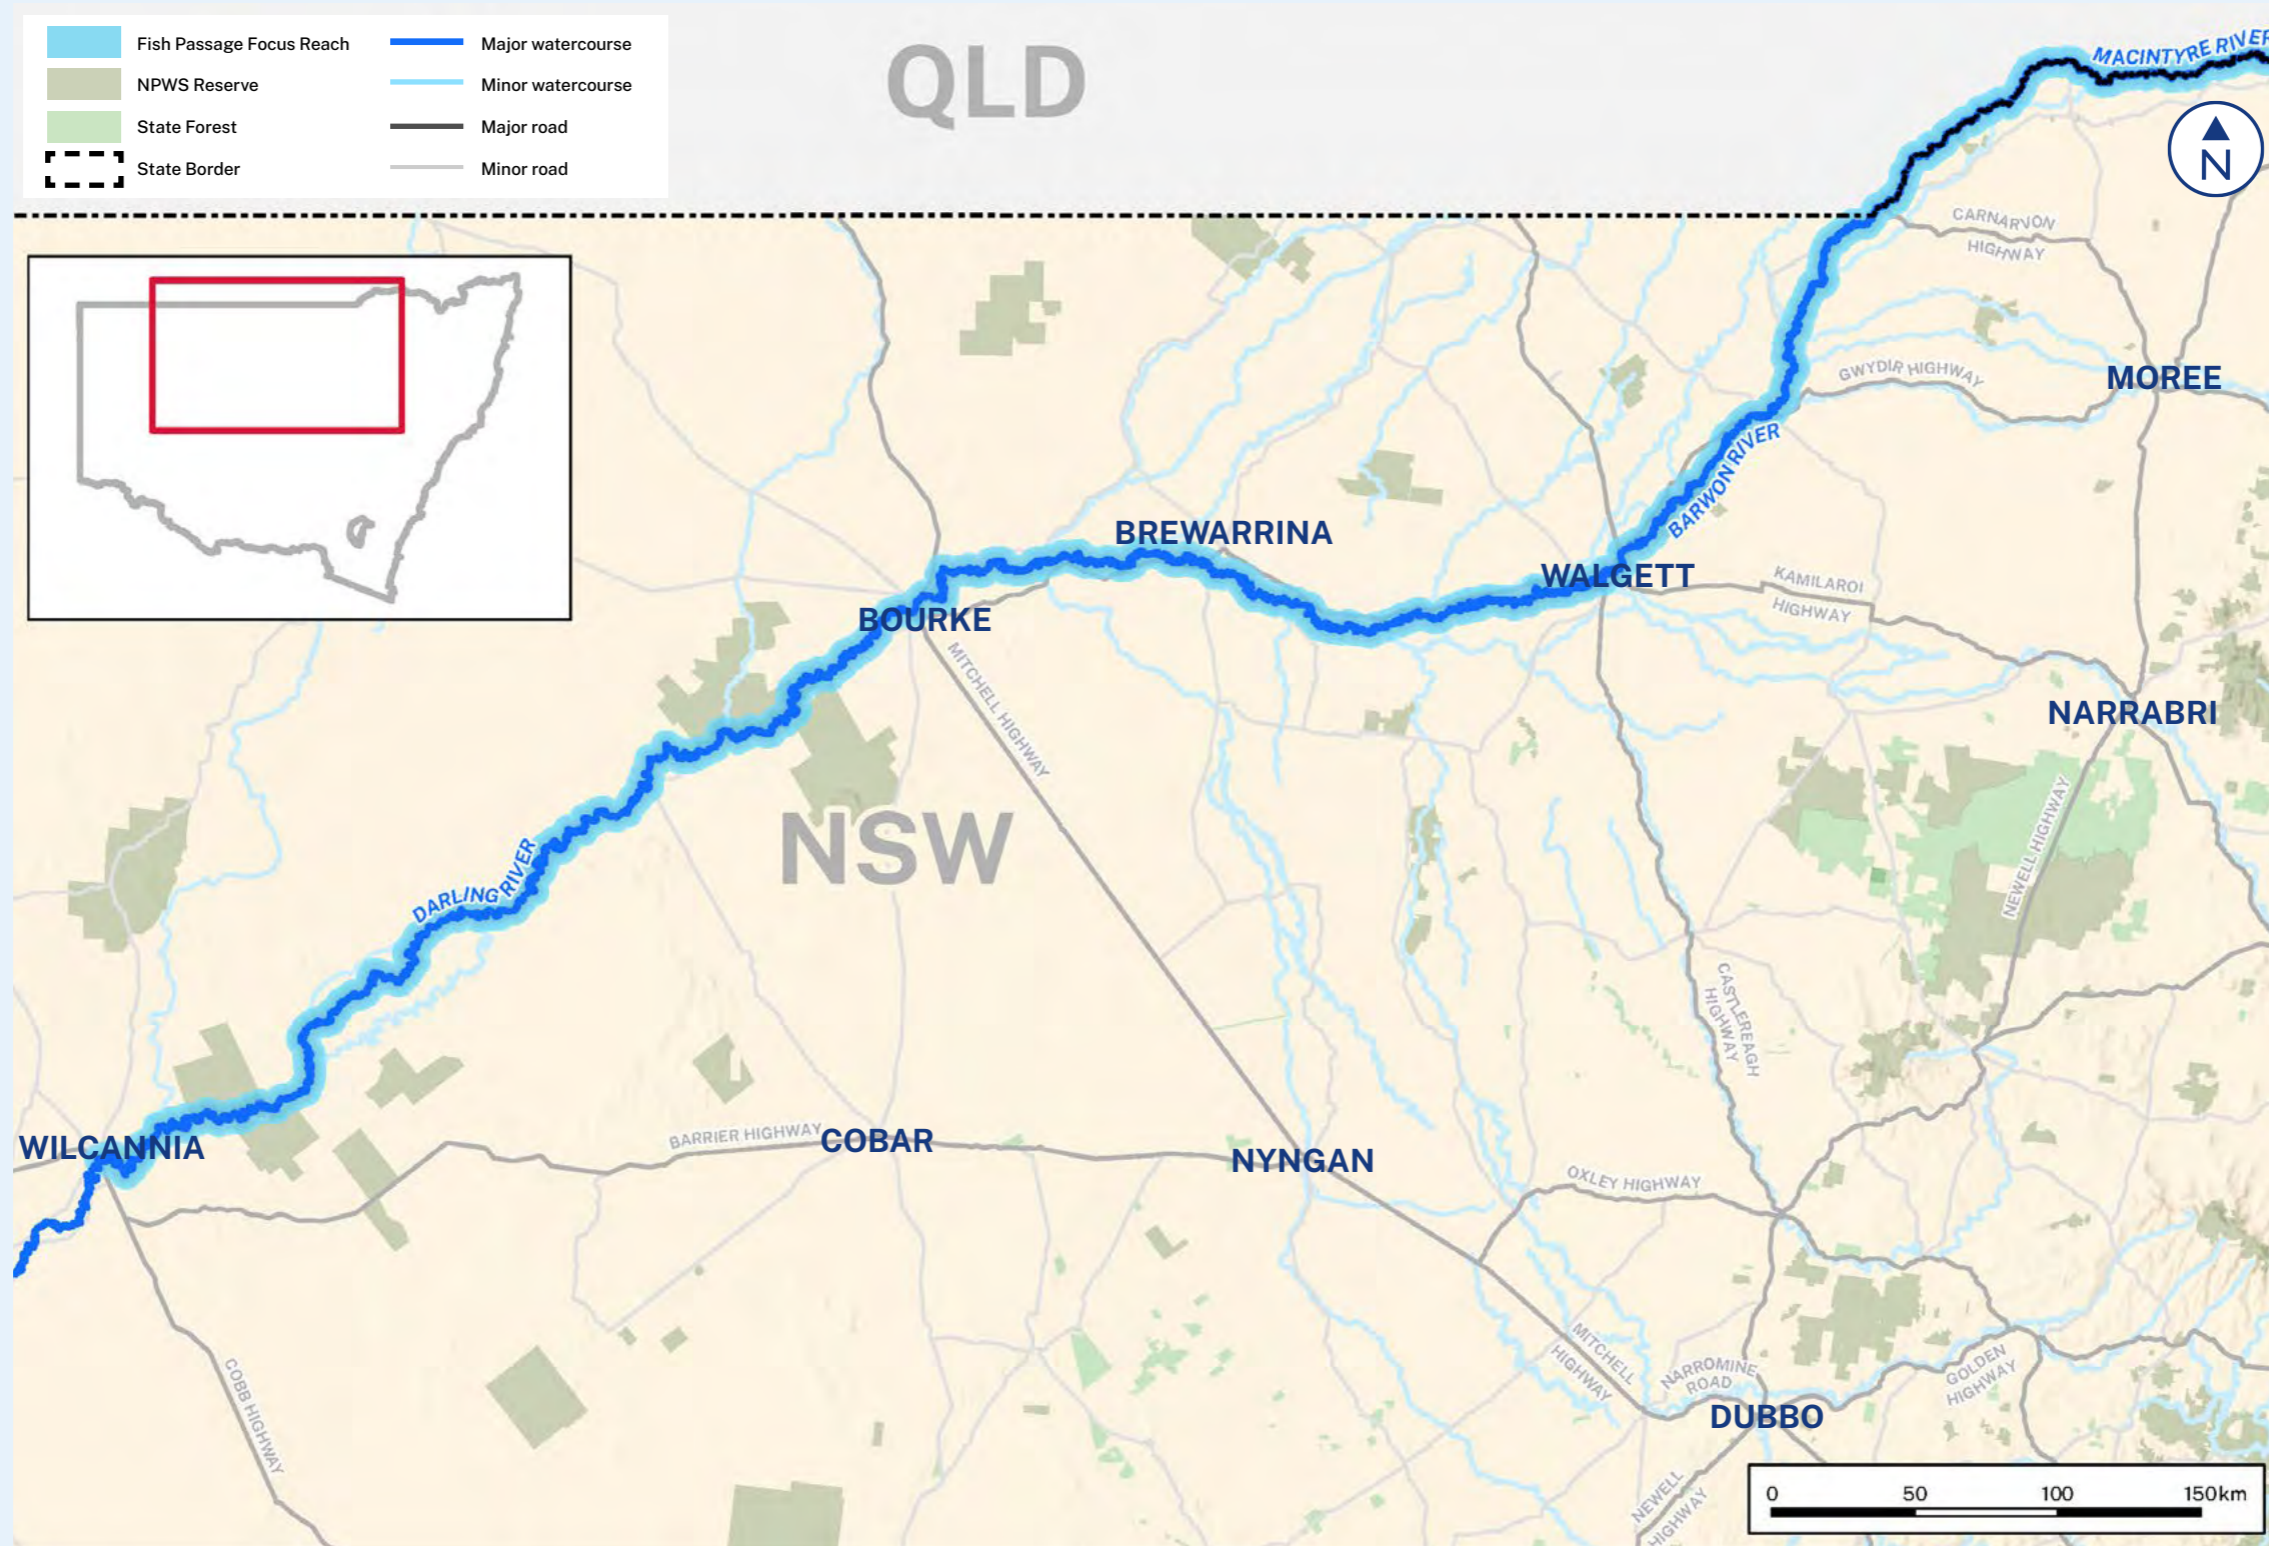 Fish Passage Focus Reach
NPWS Reserve
State Forest
State Border
Major watercourse
Minor watercourse
Major road
Minor road
QLD
MACINTYRE RIVER
N
CARNARVON
HIGHWAY
GWYDIR HIGHWAY
MOREE
BARWON RIVER
BREWARRINA
WALGETT
KAMILAROI
HIGHWAY
BOURKE
MITCHELL HIGHWAY
NARRABRI
NEWELL HIGHWAY
NSW
DARLING RIVER
CASTLEREAGH
HIGHWAY
WILCANNIA
BARRIER HIGHWAY
COBAR
NYNGAN
OXLEY HIGHWAY
COBB HIGHWAY
MITCHELL
HIGHWAY
NARROMINE
ROAD
GOLDEN
HIGHWAY
DUBBO
NEWELL
HIGHWAY
0 50 100 150km